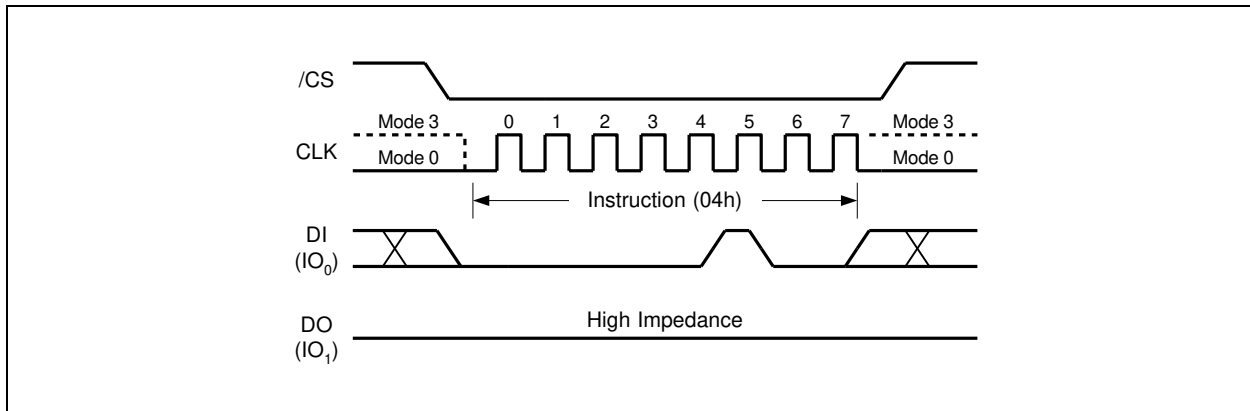 /CS
Mode 3 0 1 2 3 4 5 6 7 Mode 3
CLK
Mode 0 Mode 0
Instruction (04h)
DI
(IO₀)
High Impedance
DO
(IO₁)